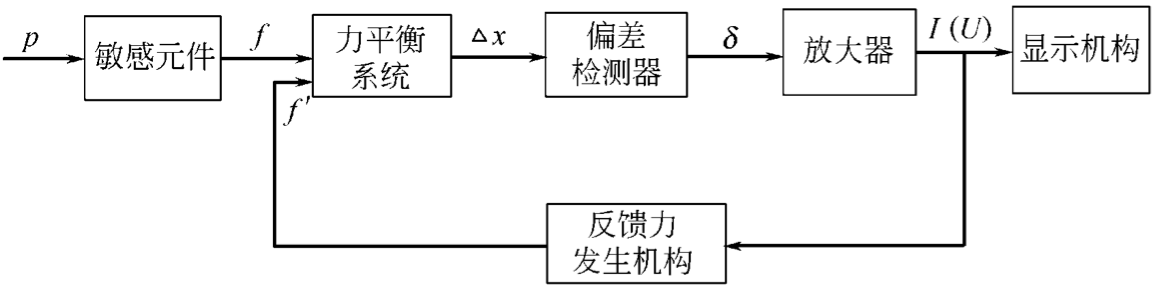 p
敏感元件
f
f′
力平衡
系统
△x
偏差
检测器
δ
放大器
I (U)
显示机构
反馈力
发生机构